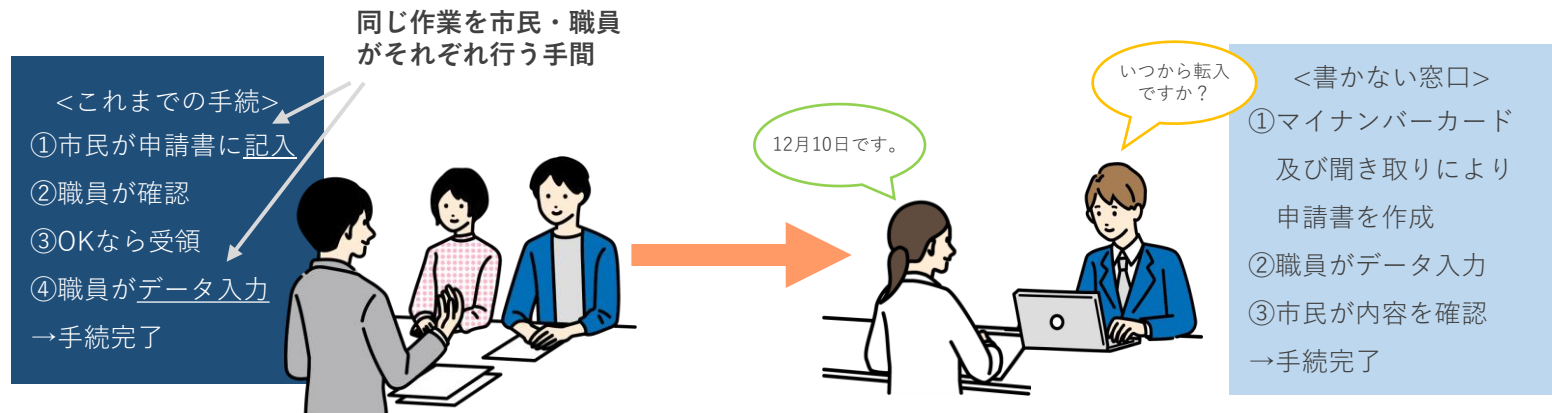 同じ作業を市民・職員
がそれぞれ行う手間
<これまでの手続>
①市民が申請書に記入
②職員が確認
③OKなら受領
④職員がデータ入力
→手続完了
12月10日です。
いつから転入
ですか？
<書かない窓口>
①マイナンバーカード
及び聞き取りにより
申請書を作成
②職員がデータ入力
③市民が内容を確認
→手続完了